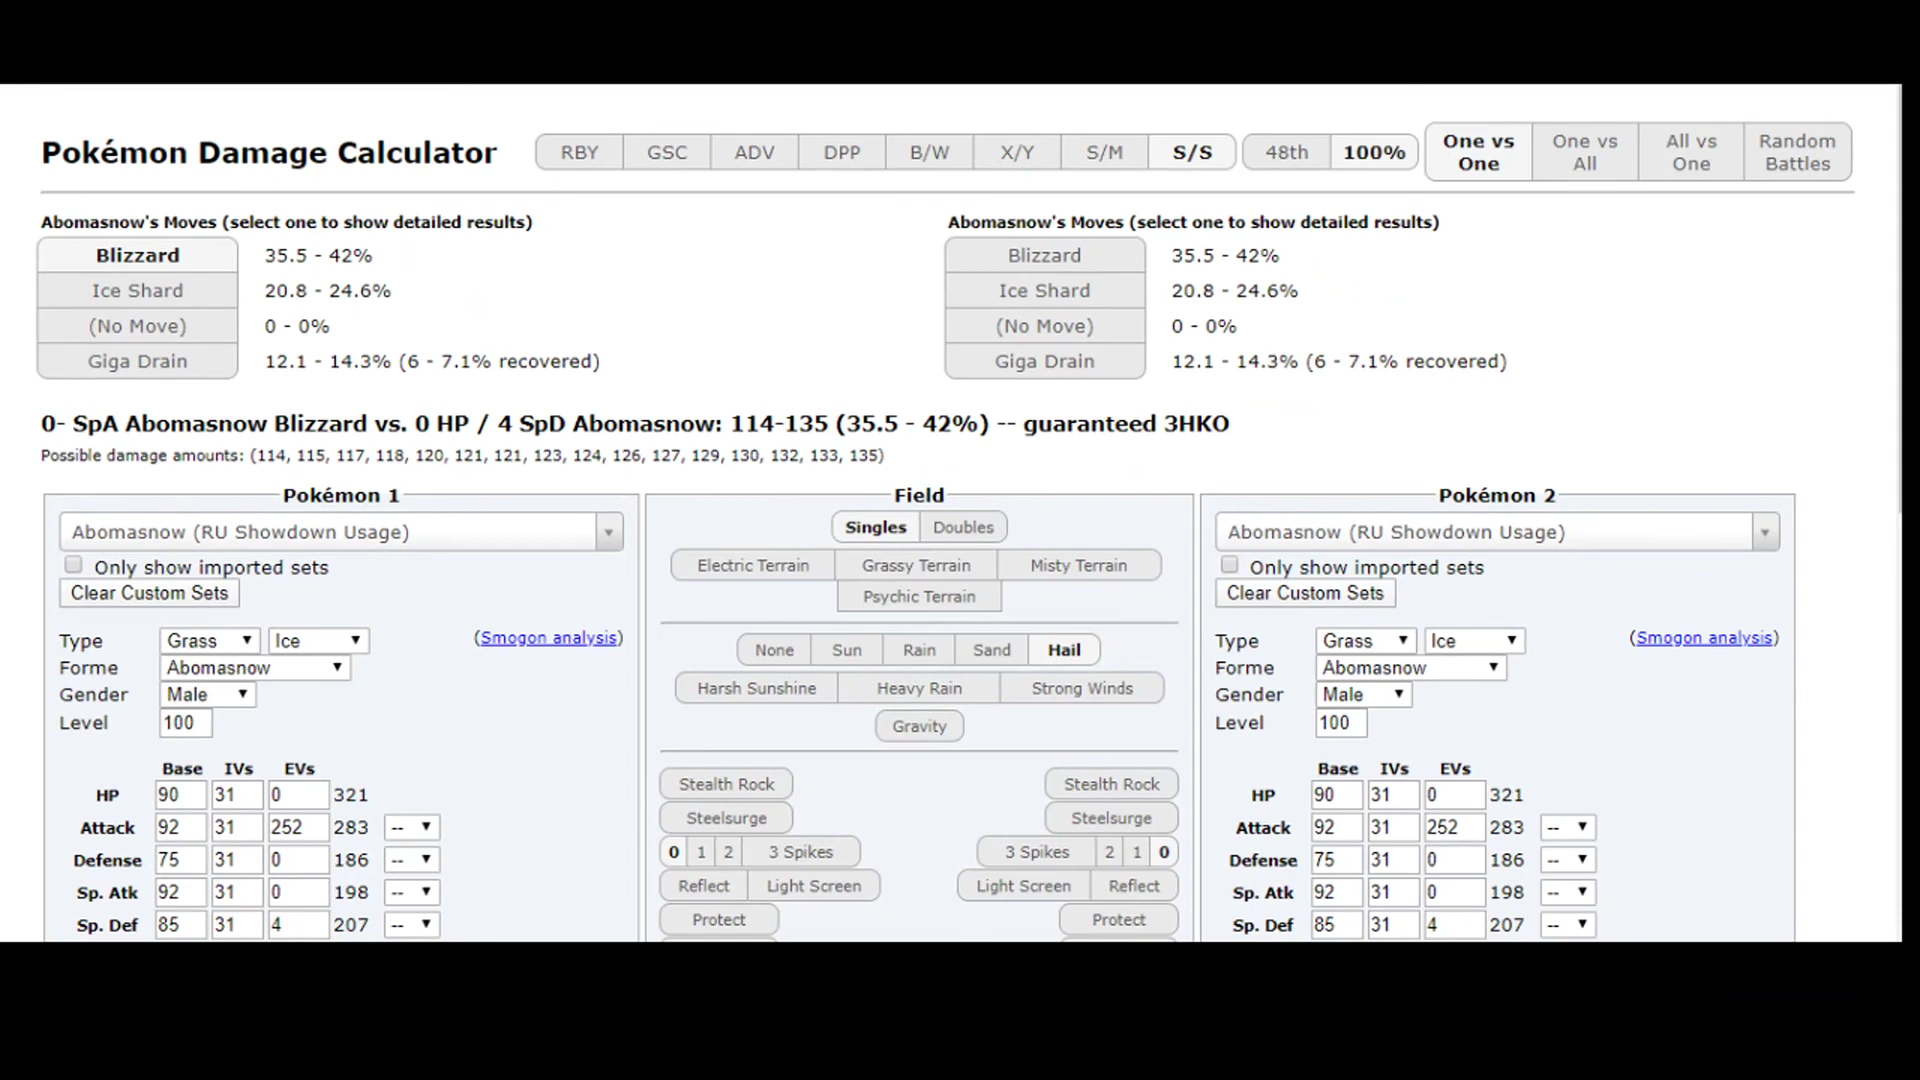 Pokémon Damage Calculator RBY GSC ADV DPP B/W X/Y S/M S/S 48th 100% One vs One One vs All All vs One Random Battles
Abomasnow's Moves (select one to show detailed results) Abomasnow's Moves (select one to show detailed results)
Blizzard 35.5 - 42% Blizzard 35.5 - 42%
Ice Shard 20.8 - 24.6% Ice Shard 20.8 - 24.6%
(No Move) 0 - 0% (No Move) 0 - 0%
Giga Drain 12.1 - 14.3% (6 - 7.1% recovered) Giga Drain 12.1 - 14.3% (6 - 7.1% recovered)
0- SpA Abomasnow Blizzard vs. 0 HP / 4 SpD Abomasnow: 114-135 (35.5 - 42%) -- guaranteed 3HKO
Possible damage amounts: (114, 115, 117, 118, 120, 121, 121, 123, 124, 126, 127, 129, 130, 132, 133, 135)
Pokémon 1
Abomasnow (RU Showdown Usage)
Only show imported sets
Clear Custom Sets
Type Grass Ice (Smogon analysis)
Forme Abomasnow
Gender Male
Level 100
Base IVs EVs
HP 90 31 0 321
Attack 92 31 252 283 --
Defense 75 31 0 186 --
Sp. Atk 92 31 0 198 --
Sp. Def 85 31 4 207 --
Field
Singles Doubles
Electric Terrain Grassy Terrain Misty Terrain
Psychic Terrain
None Sun Rain Sand Hail
Harsh Sunshine Heavy Rain Strong Winds
Gravity
Stealth Rock Stealth Rock
Steelsurge Steelsurge
0 1 2 3 Spikes 3 Spikes 2 1 0
Reflect Light Screen Light Screen Reflect
Protect Protect
Pokémon 2
Abomasnow (RU Showdown Usage)
Only show imported sets
Clear Custom Sets
Type Grass Ice (Smogon analysis)
Forme Abomasnow
Gender Male
Level 100
Base IVs EVs
HP 90 31 0 321
Attack 92 31 252 283 --
Defense 75 31 0 186 --
Sp. Atk 92 31 0 198 --
Sp. Def 85 31 4 207 --